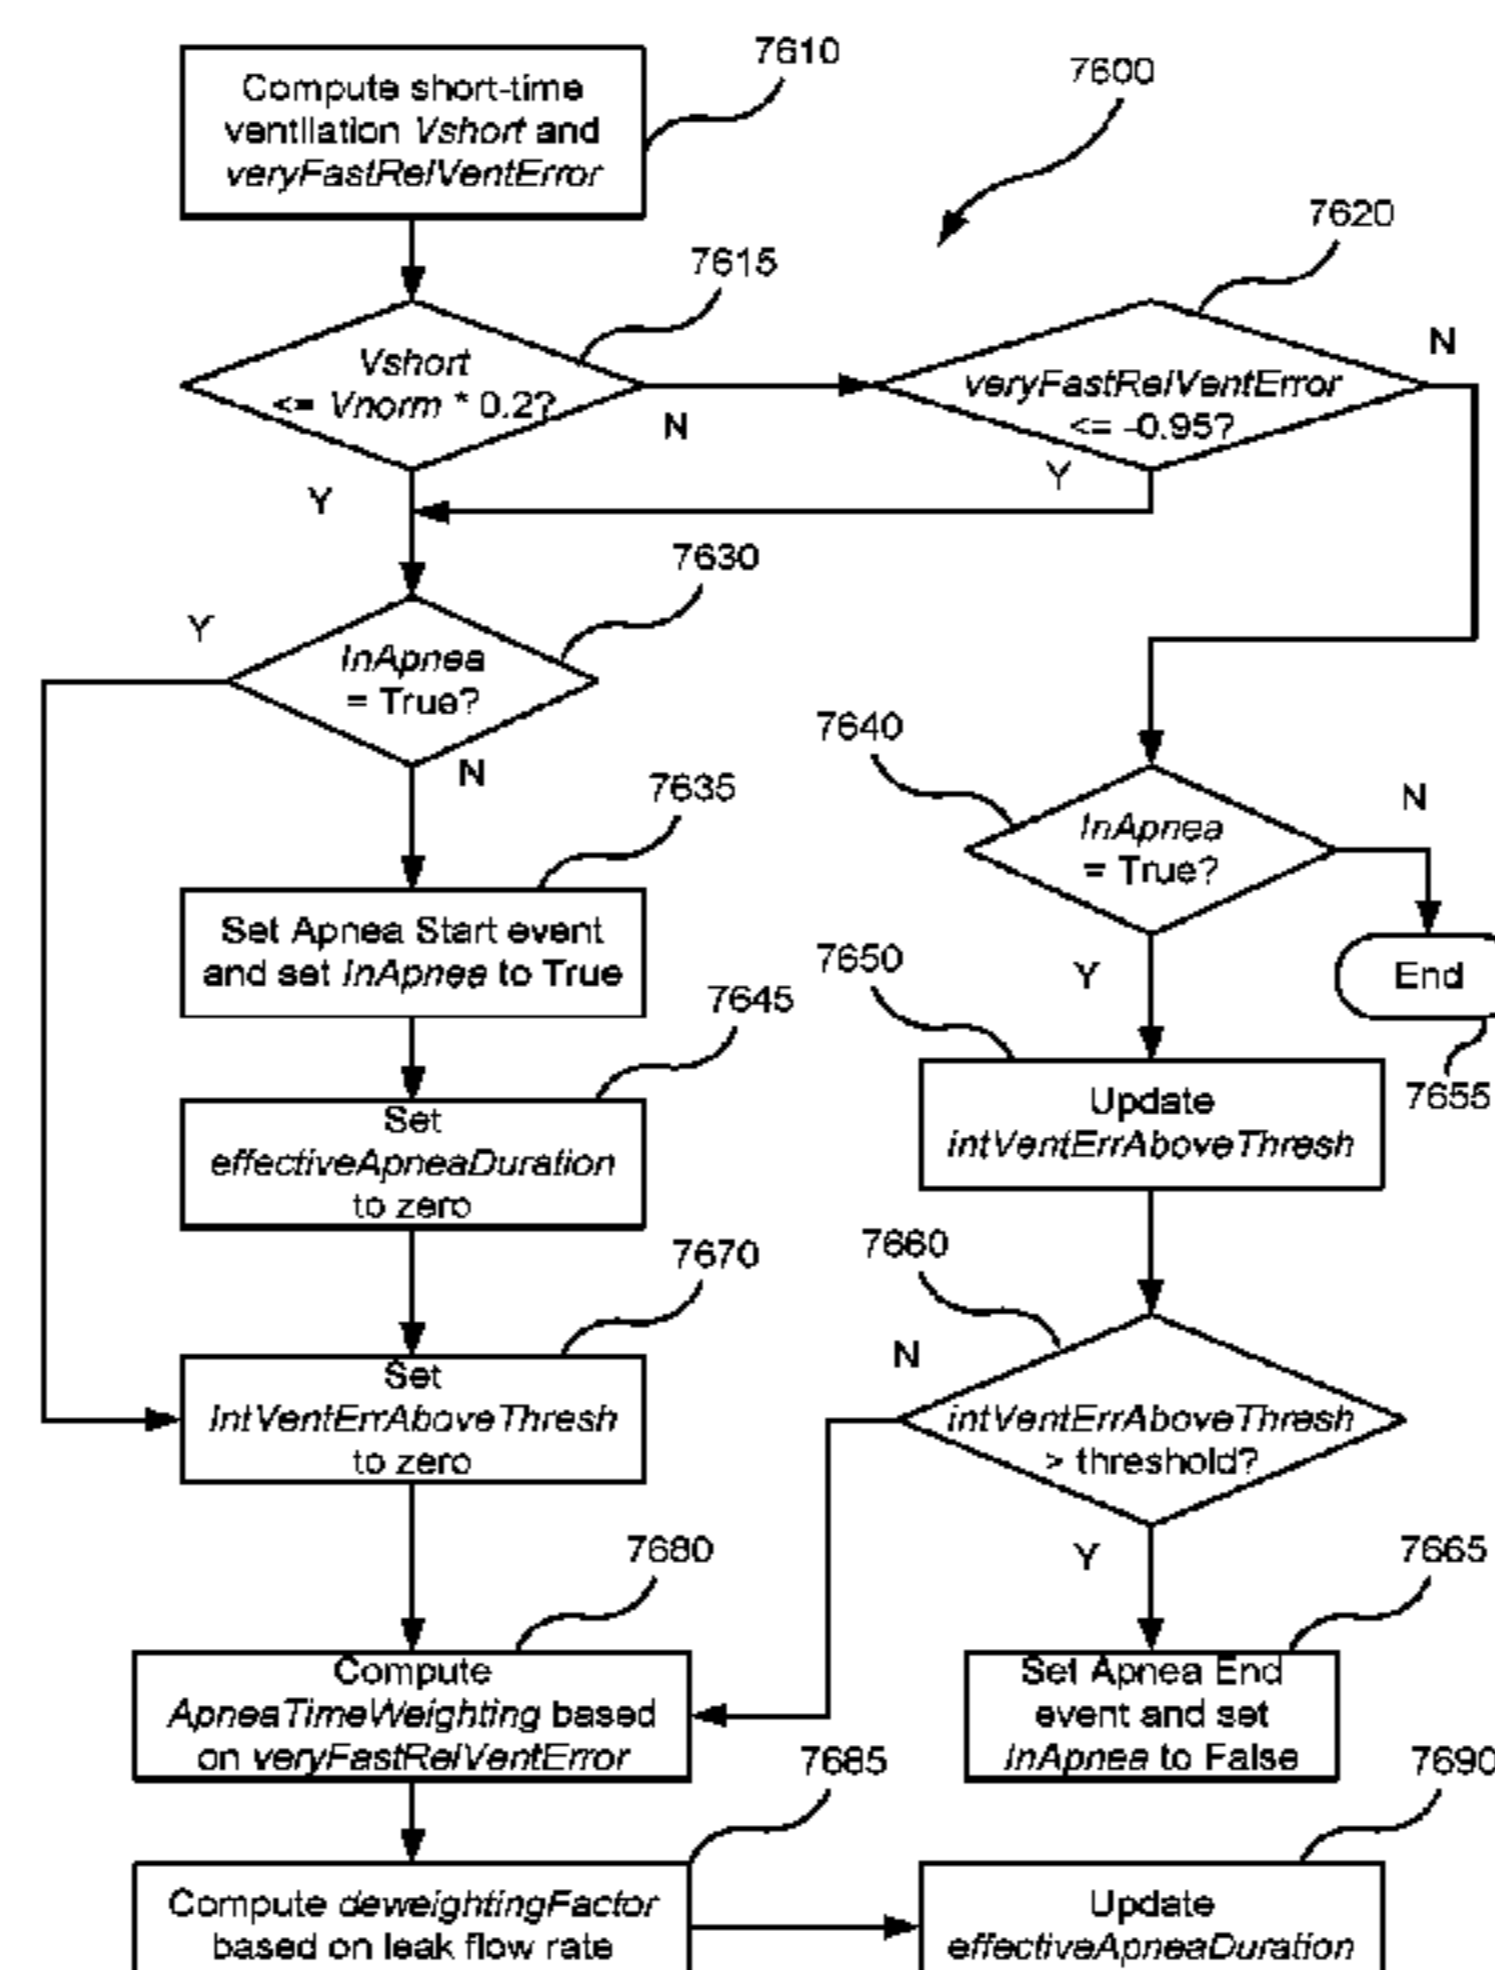 7610
7600
Compute short-time
ventilation Vshort and
veryFastRelVentError
7620
7615
N
Vshort
<= Vnorm * 0.2?
veryFastRelVentError
<= -0.95?
N
Y
Y
7630
Y
InApnea
= True?
7640
N
7635
N
InApnea
= True?
Set Apnea Start event
and set InApnea to True
7650
Y
End
7645
7655
Set
effectiveApneaDuration
to zero
Update
intVentErrAboveThresh
7670
7660
N
Set
IntVentErrAboveThresh
to zero
intVentErrAboveThresh
> threshold?
7680
Y
7665
Compute
ApneaTimeWeighting based
on veryFastRelVentError
Set Apnea End
event and set
InApnea to False
7685
7690
Compute deweightingFactor
based on leak flow rate
Update
effectiveApneaDuration